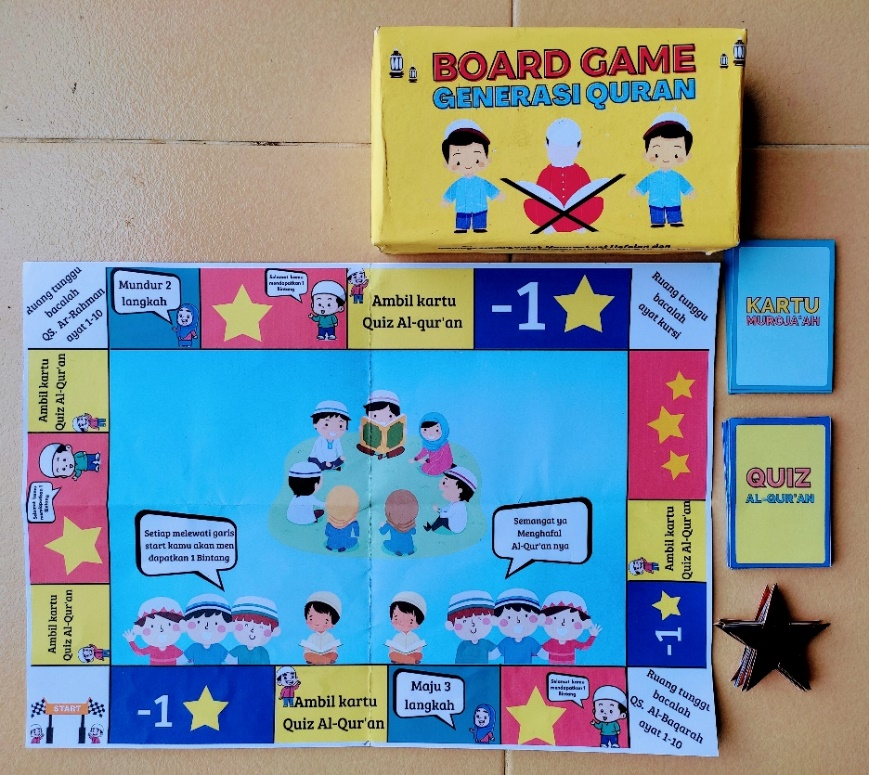 BOARD GAME
GENERASI QURAN
KARTU
MUROJA'AH
QUIZ
AL-QUR'AN
Ruang tunggu
bacalah
QS. Ar-Rahman
ayat 1-10
Mundur 2
langkah
Selamat kamu
mendapatkan 1
Bintang
Ambil kartu
Quiz Al-qur'an
-1
Ruang tunggu
bacalah
ayat kursi
Ambil kartu
Quiz Al-Qur'an
Selamat kamu
mendapatkan 1
Bintang
Ambil kartu
Quiz Al-Qur'an
Setiap melewati garis
start kamu akan men
dapatkan 1 Bintang
Semangat ya
Menghafal
Al-Qur'an nya
Ambil kartu
Quiz Al-Qur'an
-1
START
-1
Ambil kartu
Quiz Al-Qur'an
Maju 3
langkah
Selamat kamu
mendapatkan 1
Bintang
Ruang tunggu
bacalah
QS. Al-Baqarah
ayat 1-10